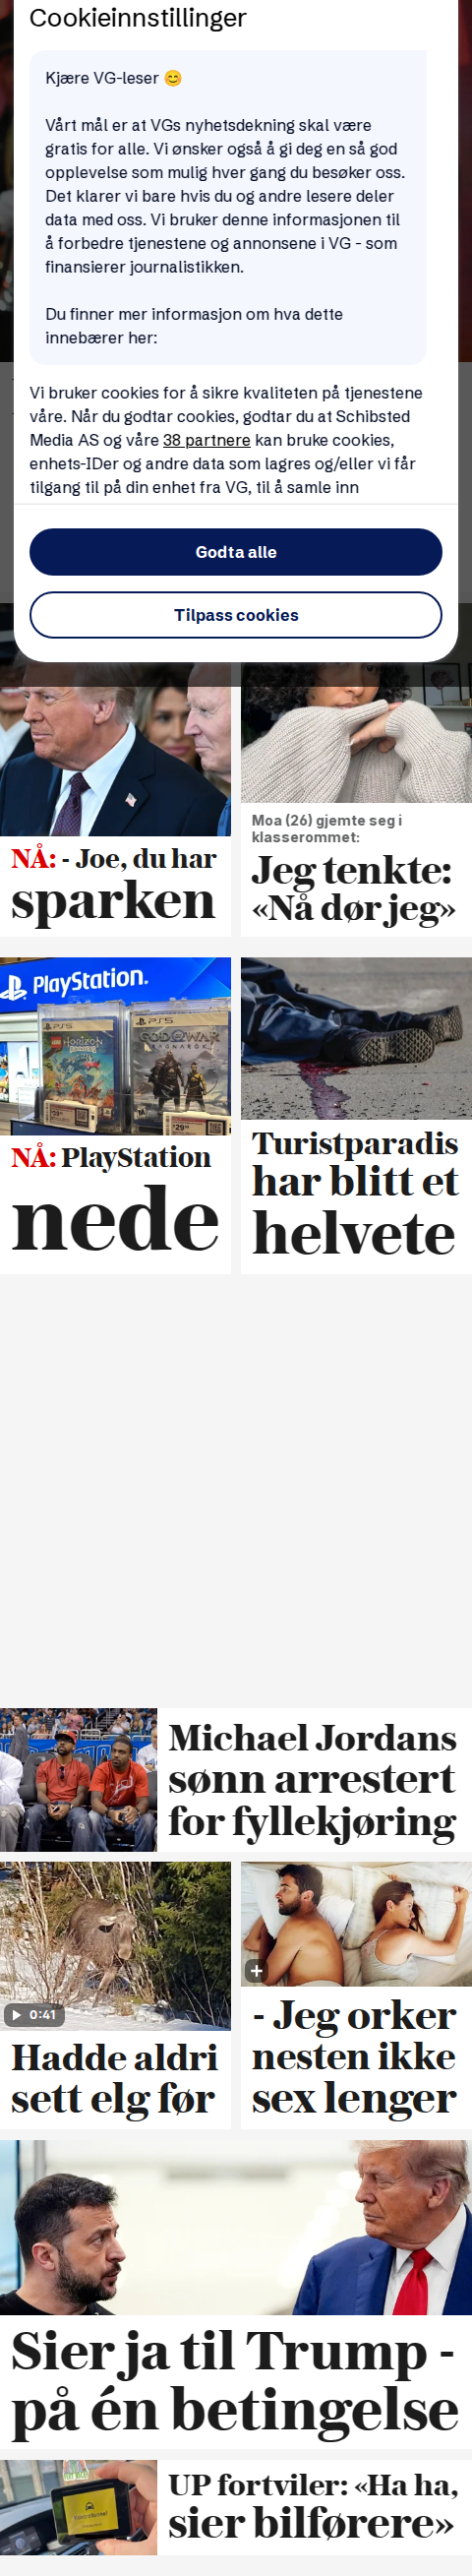 Cookieinnstillinger
Kjære VG-leser 😊
Vårt mål er at VGs nyhetsdekning skal være
gratis for alle. Vi ønsker også å gi deg en så god
opplevelse som mulig hver gang du besøker oss.
Det klarer vi bare hvis du og andre lesere deler
data med oss. Vi bruker denne informasjonen til
å forbedre tjenestene og annonsene i VG - som
finansierer journalistikken.
Du finner mer informasjon om hva dette
innebærer her:
Vi bruker cookies for å sikre kvaliteten på tjenestene
våre. Når du godtar cookies, godtar du at Schibsted
Media AS og våre 38 partnere kan bruke cookies,
enhets-IDer og andre data som lagres og/eller vi får
tilgang til på din enhet fra VG, til å samle inn
Godta alle
Tilpass cookies
NÅ: - Joe, du har
sparken
Moa (26) gjemte seg i
klasserommet:
Jeg tenkte:
«Nå dør jeg»
PlayStation.
PS5
PS5
HORIZON
GOD OF WAR
RAGNARÖK
NÅ: PlayStation
nede
Turistparadis
har blitt et
helvete
Michael Jordans
sønn arrestert
for fyllekjøring
0:41
Hadde aldri
sett elg før
- Jeg orker
nesten ikke
sex lenger
Sier ja til Trump -
på én betingelse
UP fortviler: «Ha ha,
sier bilførere»